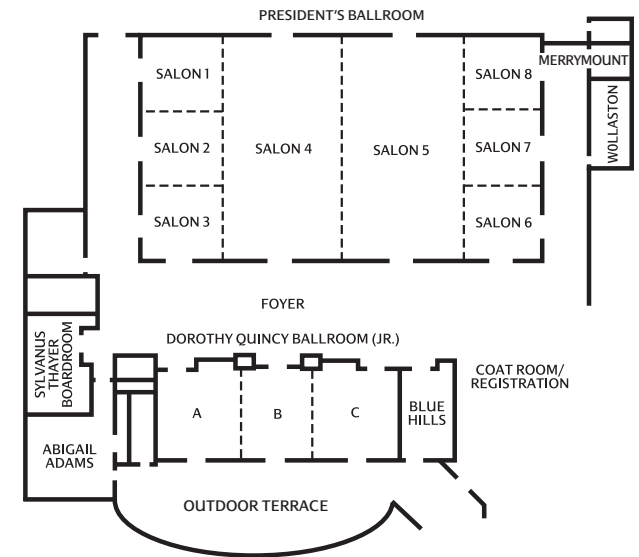 PRESIDENT'S BALLROOM
SALON 1
SALON 8
MERRYMOUNT
WOLLASTON
SALON 2
SALON 4
SALON 5
SALON 7
SALON 3
SALON 6
FOYER
DOROTHY QUINCY BALLROOM (JR.)
SYLVANUS
THAYER
BOARDROOM
COAT ROOM/
REGISTRATION
A
B
C
BLUE
HILLS
ABIGAIL
ADAMS
OUTDOOR TERRACE